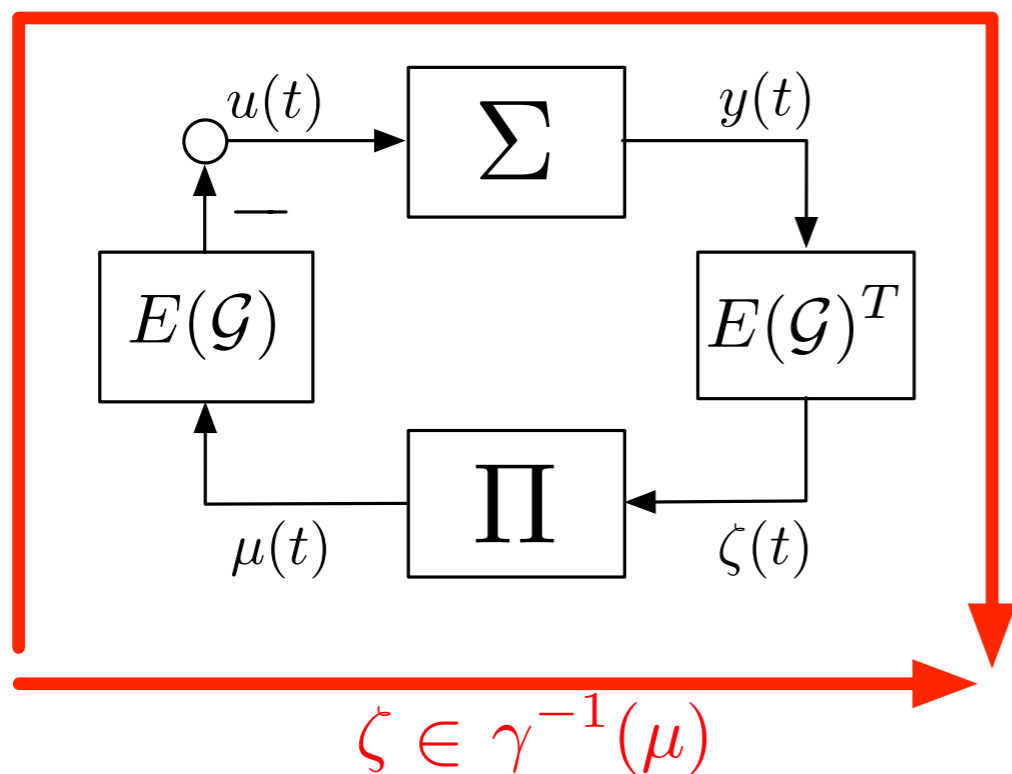 u(t)
Σ
y(t)
−
E(𝒢)
E(𝒢)^T
μ(t)
Π
ζ(t)
ζ ∈ γ^{-1}(μ)